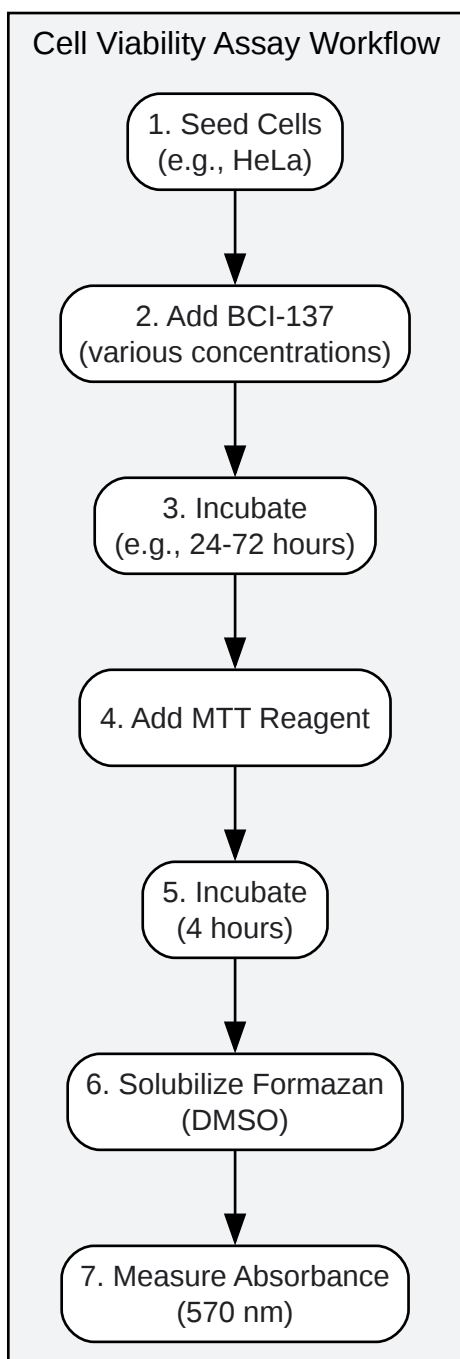 Cell Viability Assay Workflow
1. Seed Cells
(e.g., HeLa)
2. Add BCI-137
(various concentrations)
3. Incubate
(e.g., 24-72 hours)
4. Add MTT Reagent
5. Incubate
(4 hours)
6. Solubilize Formazan
(DMSO)
7. Measure Absorbance
(570 nm)